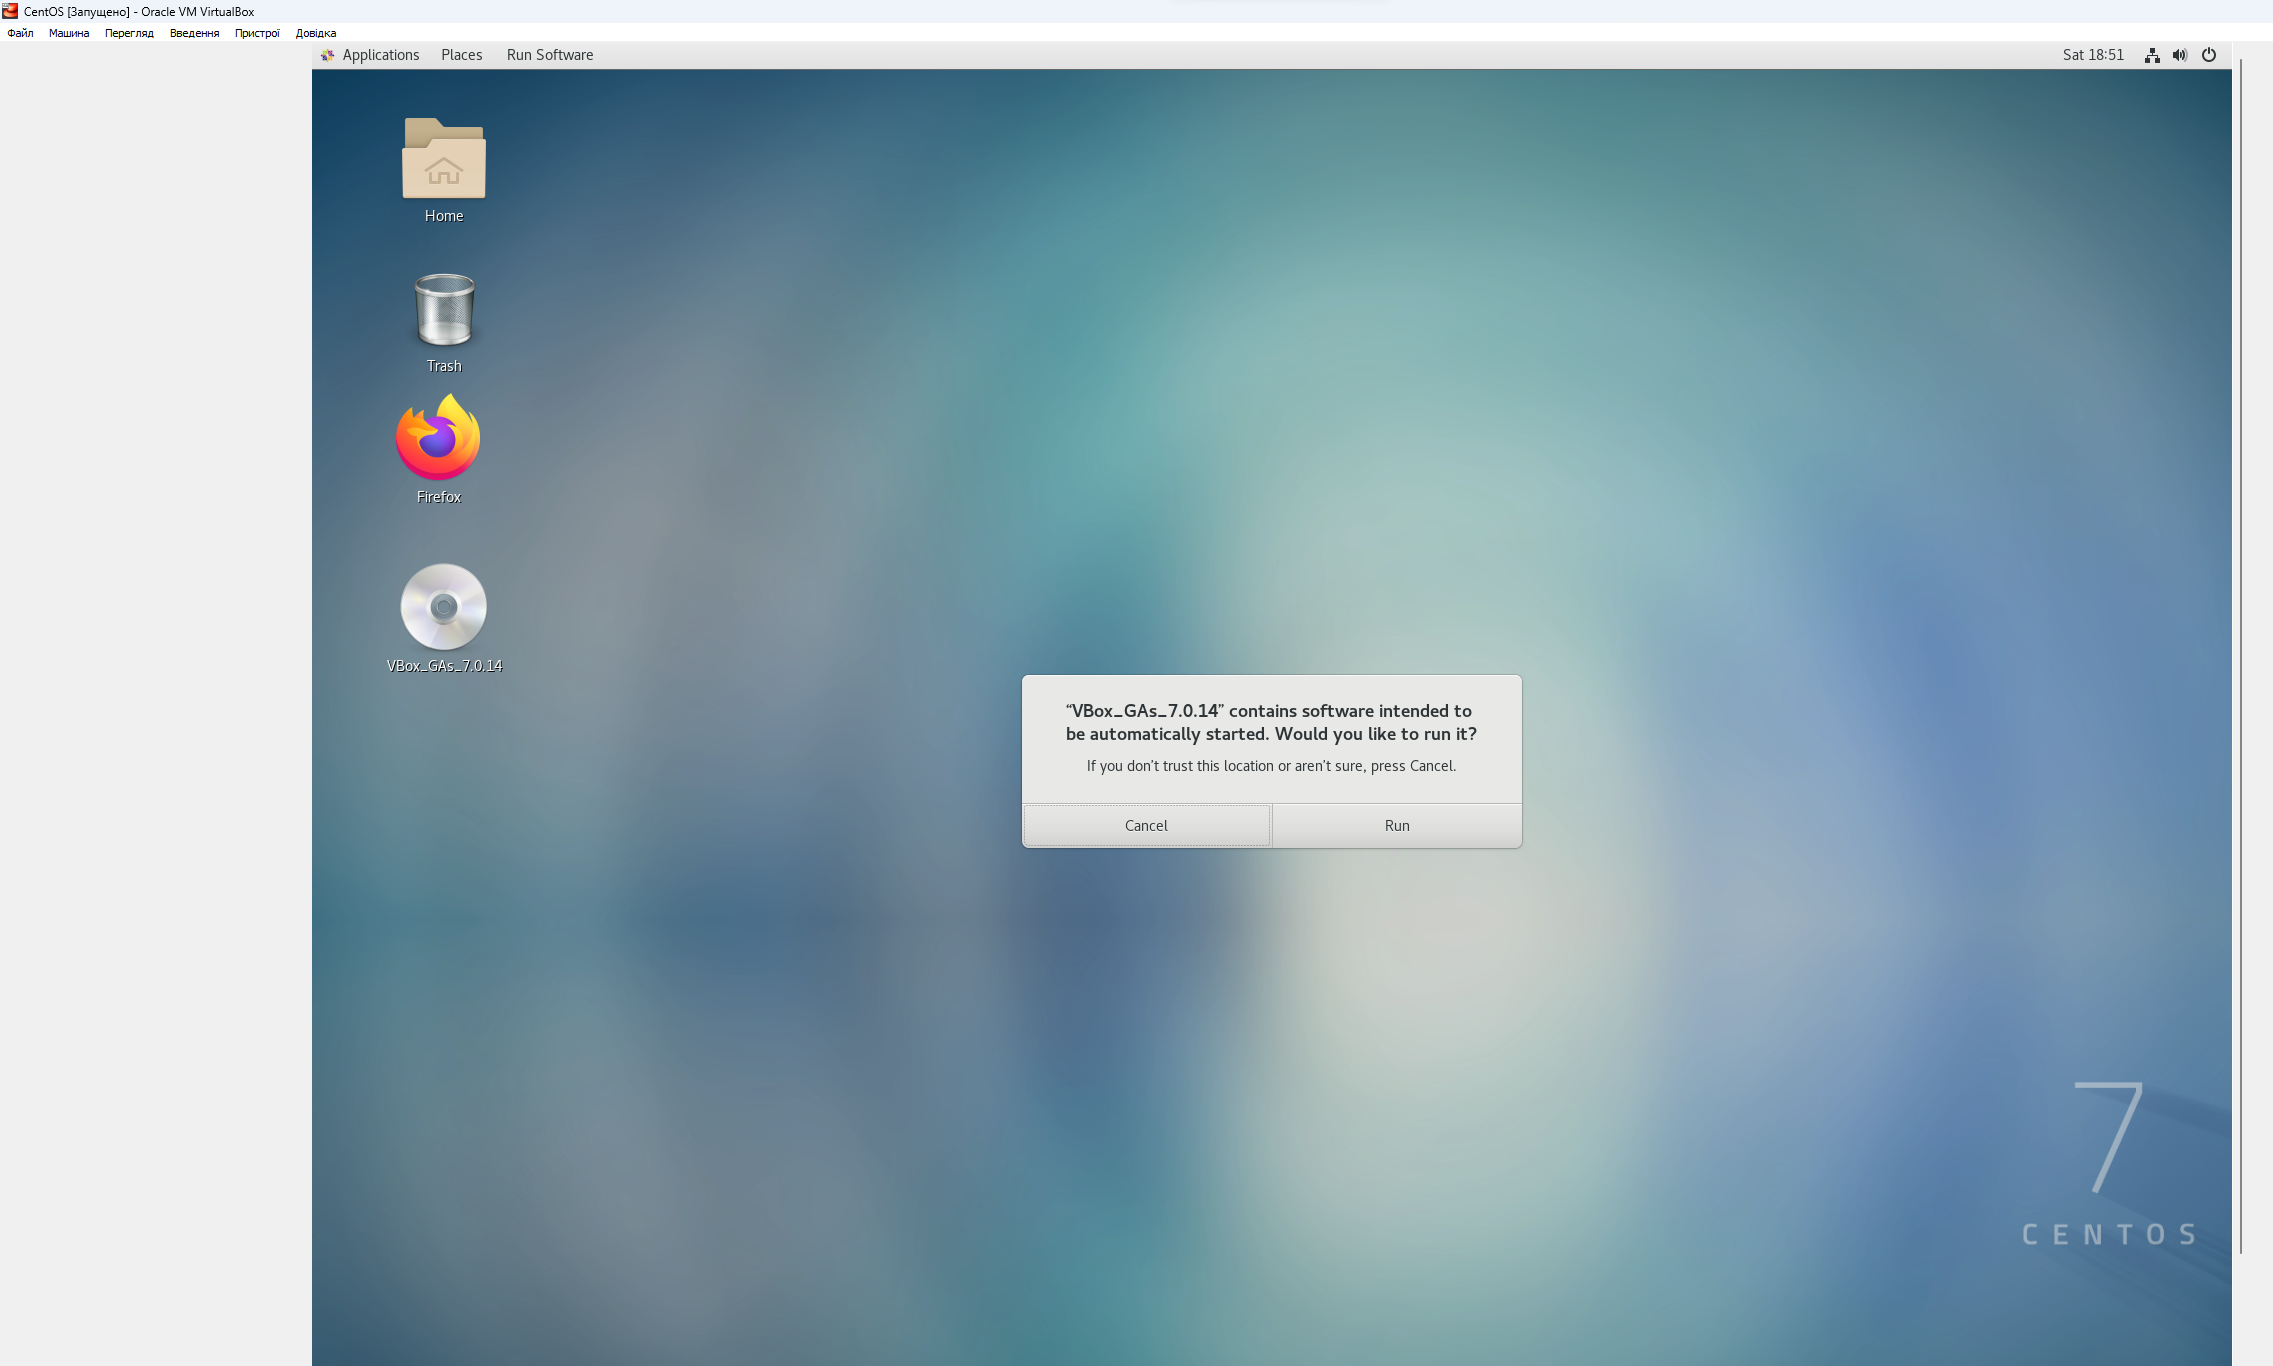 CentOS [Запущено] - Oracle VM VirtualBox
Файл Машина Перегляд Введення Пристрої Довідка
Applications Places Run Software Sat 18:51
Home
Trash
Firefox
VBox_GAs_7.0.14
“VBox_GAs_7.0.14” contains software intended to
be automatically started. Would you like to run it?
If you don’t trust this location or aren’t sure, press Cancel.
Cancel Run
7
CENTOS